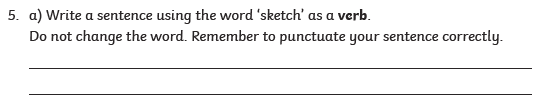 5. a) Write a sentence using the word ‘sketch’ as a verb.
Do not change the word. Remember to punctuate your sentence correctly.